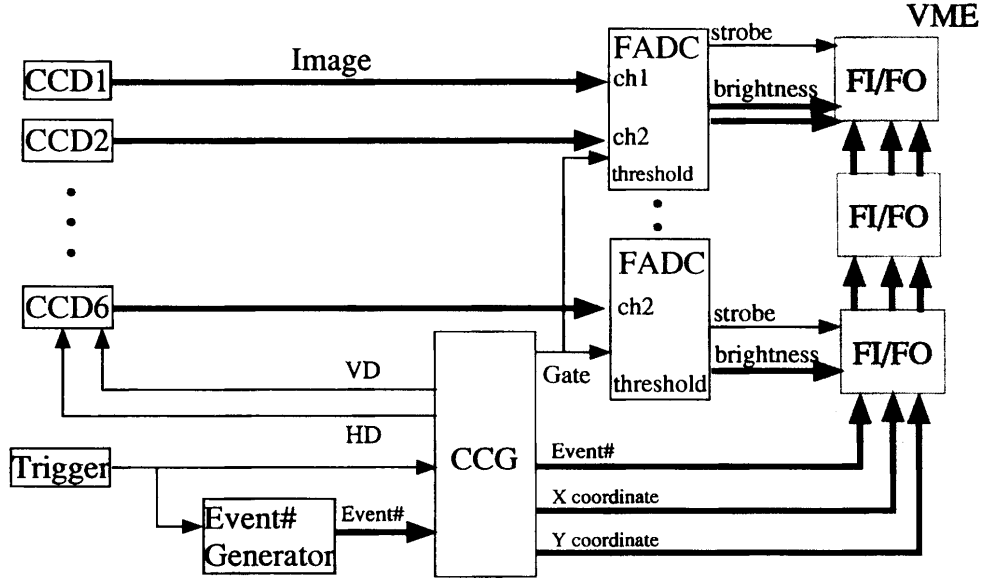 VME
CCD1
Image
FADC
ch1
ch2
threshold
strobe
brightness
FI/FO
CCD2
FI/FO
CCD6
FADC
ch2
threshold
strobe
brightness
FI/FO
VD
HD
Gate
Trigger
CCG
Event#
Generator
Event#
Event#
X coordinate
Y coordinate